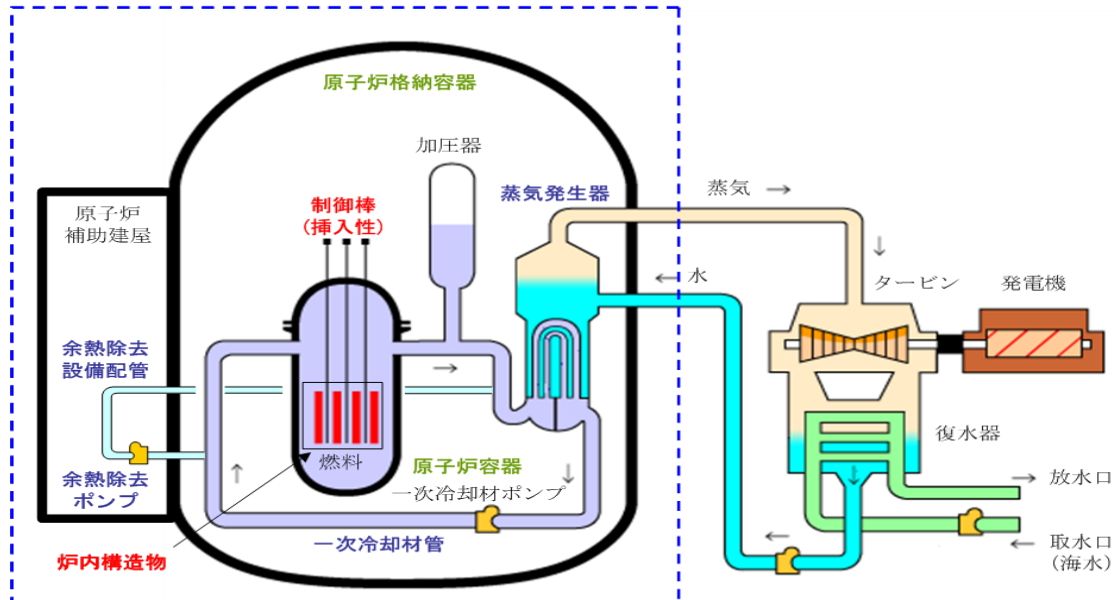 原子炉格納容器
加圧器
蒸気発生器
蒸気 →
制御棒
(挿入性)
原子炉
補助建屋
↓
← 水
タービン
発電機
余熱除去
設備配管
→
復水器
燃料
原子炉容器
一次冷却材ポンプ
↑
↓
↓
余熱除去
ポンプ
→
放水口
一次冷却材管
←
←
取水口
(海水)
炉内構造物